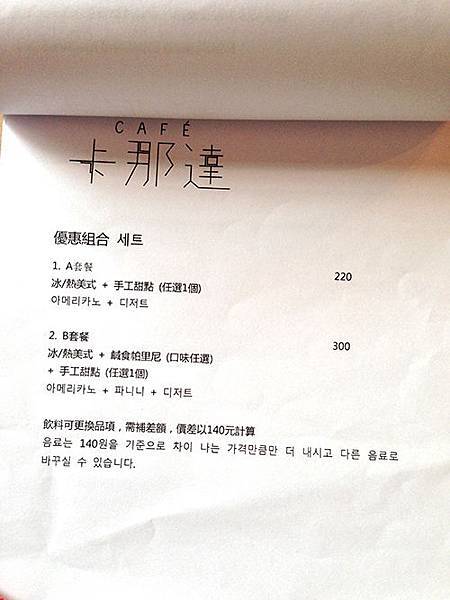 CAFÉ
卡那達
優惠組合 세트
1. A套餐 220
冰/熱美式 + 手工甜點 (任選1個)
아메리카노 + 디저트
2. B套餐 300
冰/熱美式 + 鹹食帕里尼 (口味任選)
+ 手工甜點 (任選1個)
아메리카노 + 파니니 + 디저트
飲料可更換品項，需補差額，價差以140元計算
음료는 140원을 기준으로 차이 나는 가격만큼만 더 내시고 다른 음료로
바꾸실 수 있습니다.